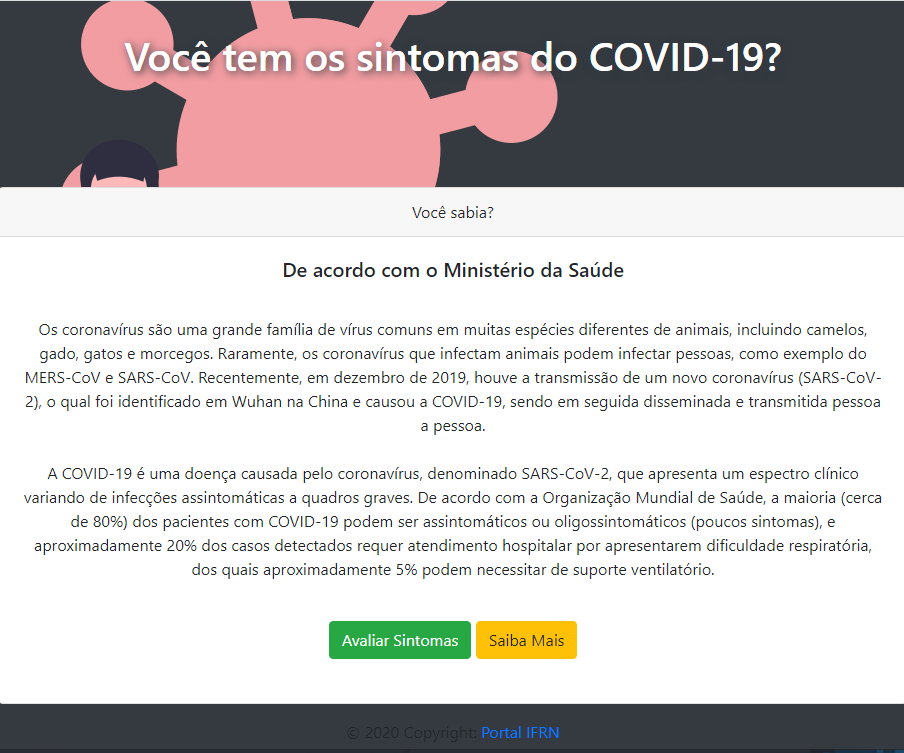 Você tem os sintomas do COVID-19?
Você sabia?
De acordo com o Ministério da Saúde
Os coronavírus são uma grande família de vírus comuns em muitas espécies diferentes de animais, incluindo camelos,
gado, gatos e morcegos. Raramente, os coronavírus que infectam animais podem infectar pessoas, como exemplo do
MERS-CoV e SARS-CoV. Recentemente, em dezembro de 2019, houve a transmissão de um novo coronavírus (SARS-CoV-
2), o qual foi identificado em Wuhan na China e causou a COVID-19, sendo em seguida disseminada e transmitida pessoa
a pessoa.
A COVID-19 é uma doença causada pelo coronavírus, denominado SARS-CoV-2, que apresenta um espectro clínico
variando de infecções assintomáticas a quadros graves. De acordo com a Organização Mundial de Saúde, a maioria (cerca
de 80%) dos pacientes com COVID-19 podem ser assintomáticos ou oligossintomáticos (poucos sintomas), e
aproximadamente 20% dos casos detectados requer atendimento hospitalar por apresentarem dificuldade respiratória,
dos quais aproximadamente 5% podem necessitar de suporte ventilatório.
Avaliar Sintomas Saiba Mais
© 2020 Copyright: Portal IFRN